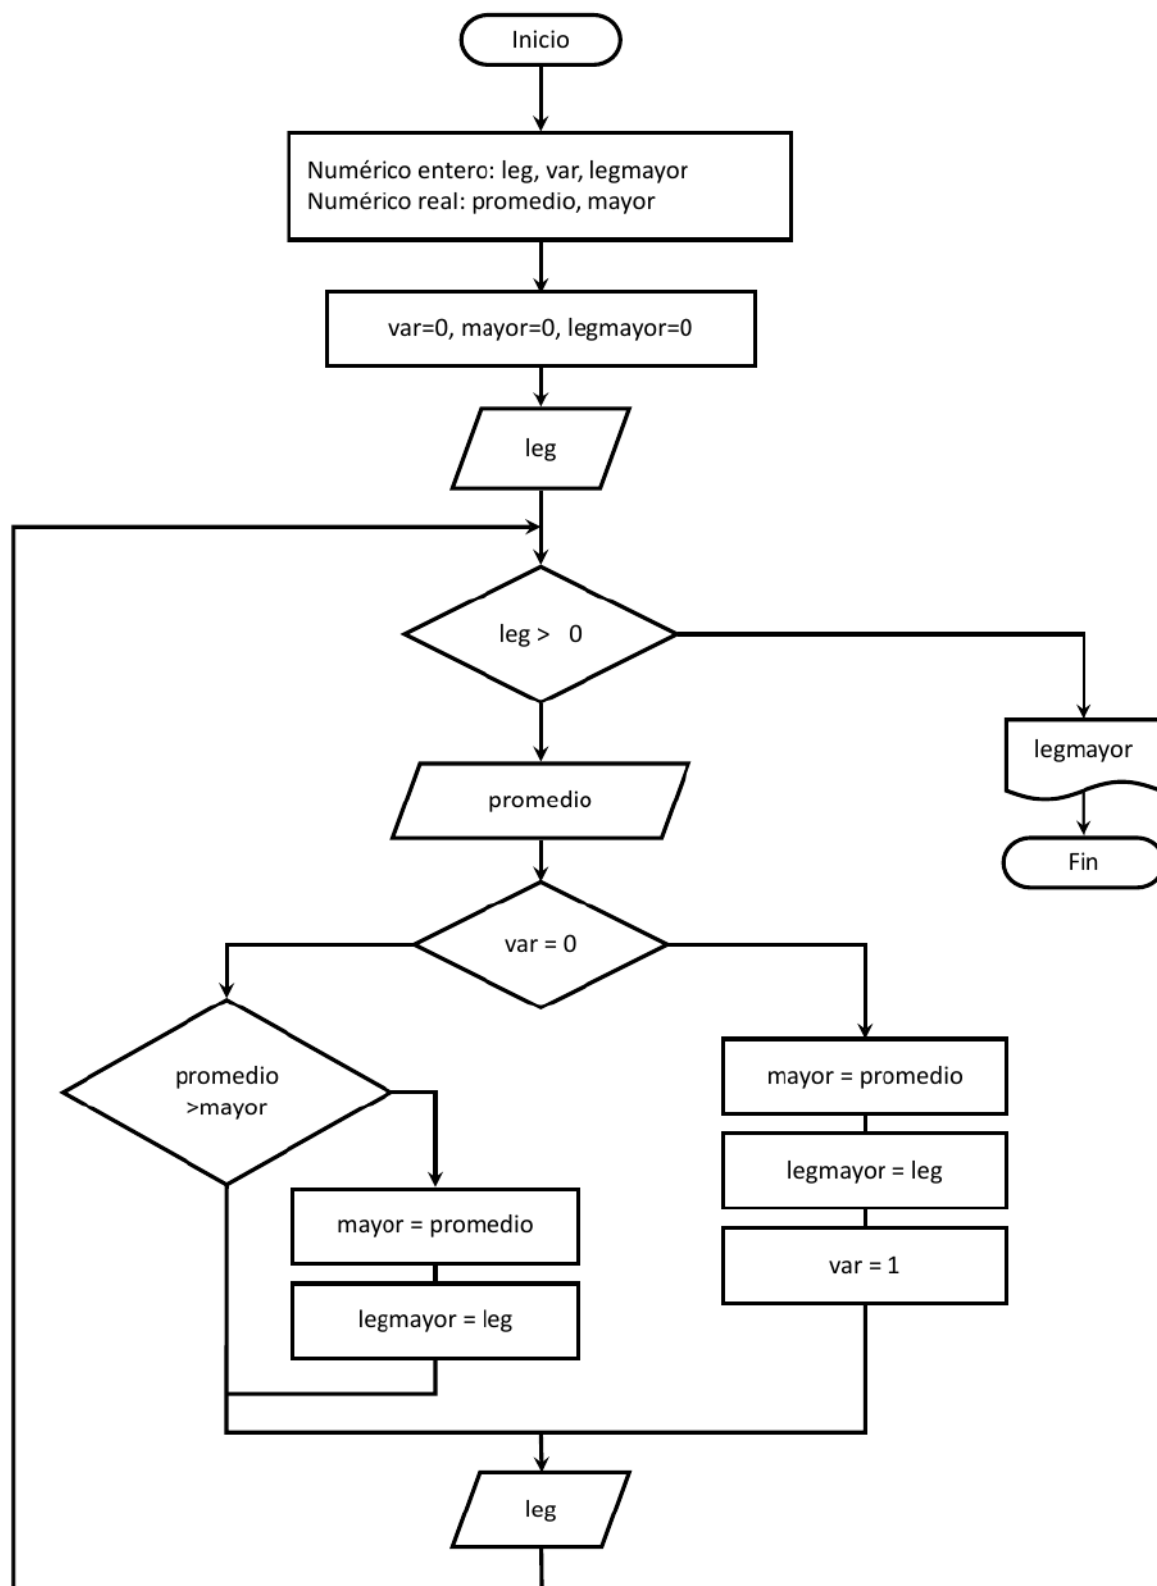 Inicio
Numérico entero: leg, var, legmayor
Numérico real: promedio, mayor
var=0, mayor=0, legmayor=0
leg
leg > 0
legmayor
promedio
Fin
var = 0
promedio
>mayor
mayor = promedio
legmayor = leg
var = 1
mayor = promedio
legmayor = leg
leg